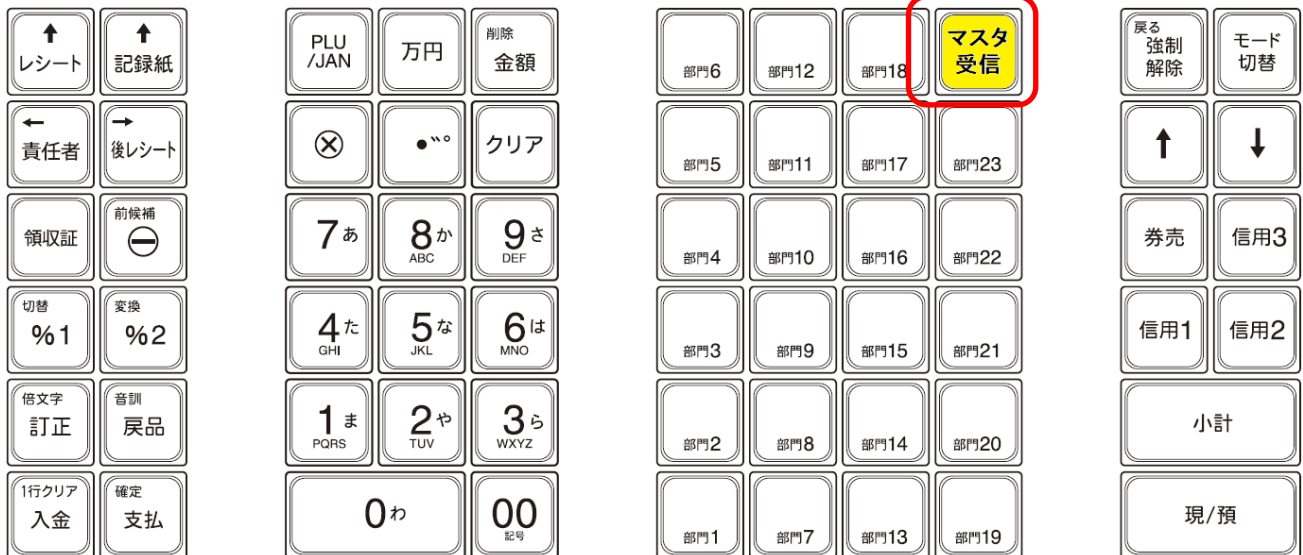 ↑
レシート
↑
記録紙
PLU
/JAN
万円
削除
金額
部門6
部門12
部門18
マスタ
受信
戻る
強制
解除
モード
切替
←
責任者
→
後レシート
⊗
●゛゜
クリア
部門5
部門11
部門17
部門23
↑
↓
領収証
前候補
⊖
7あ
8か
ABC
9さ
DEF
部門4
部門10
部門16
部門22
券売
信用3
切替
%1
変換
%2
4た
GHI
5な
JKL
6は
MNO
部門3
部門9
部門15
部門21
信用1
信用2
倍文字
訂正
音訓
戻品
1ま
PQRS
2や
TUV
3ら
WXYZ
部門2
部門8
部門14
部門20
小計
1行クリア
入金
確定
支払
0わ
00
記号
部門1
部門7
部門13
部門19
現/預